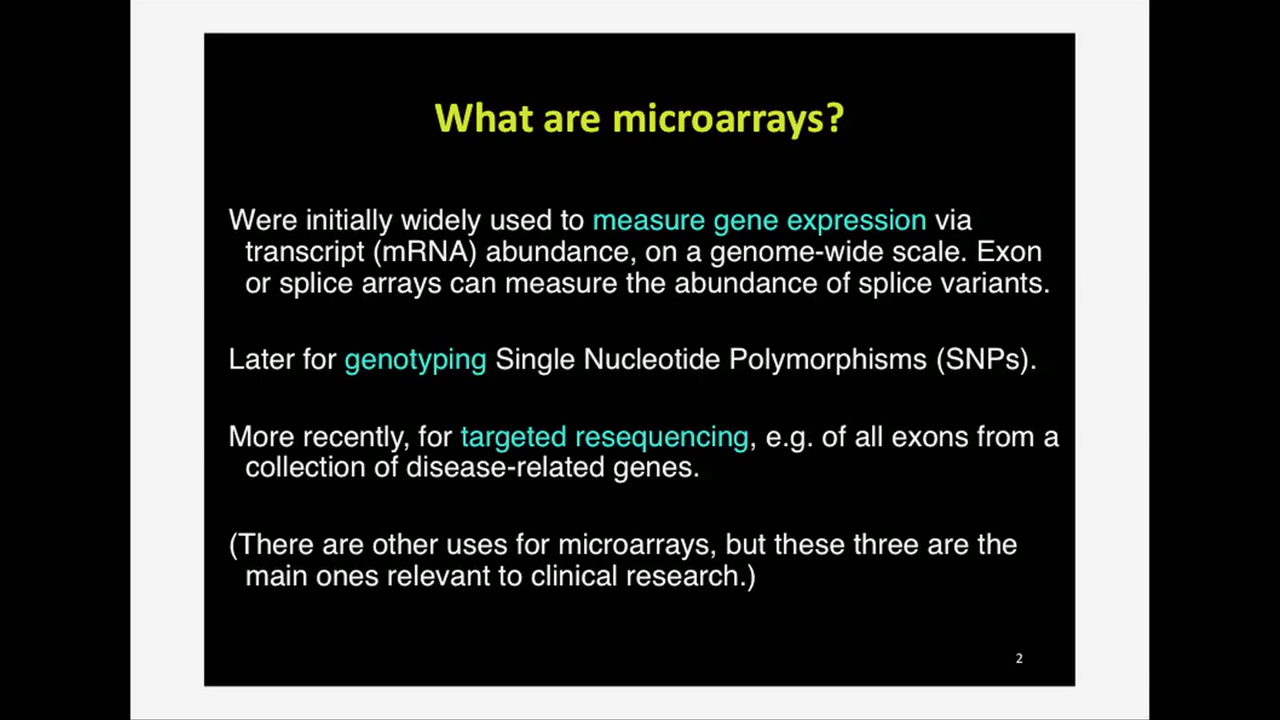 What are microarrays?
Were initially widely used to measure gene expression via
transcript (mRNA) abundance, on a genome-wide scale. Exon
or splice arrays can measure the abundance of splice variants.
Later for genotyping Single Nucleotide Polymorphisms (SNPs).
More recently, for targeted resequencing, e.g. of all exons from a
collection of disease-related genes.
(There are other uses for microarrays, but these three are the
main ones relevant to clinical research.)
2